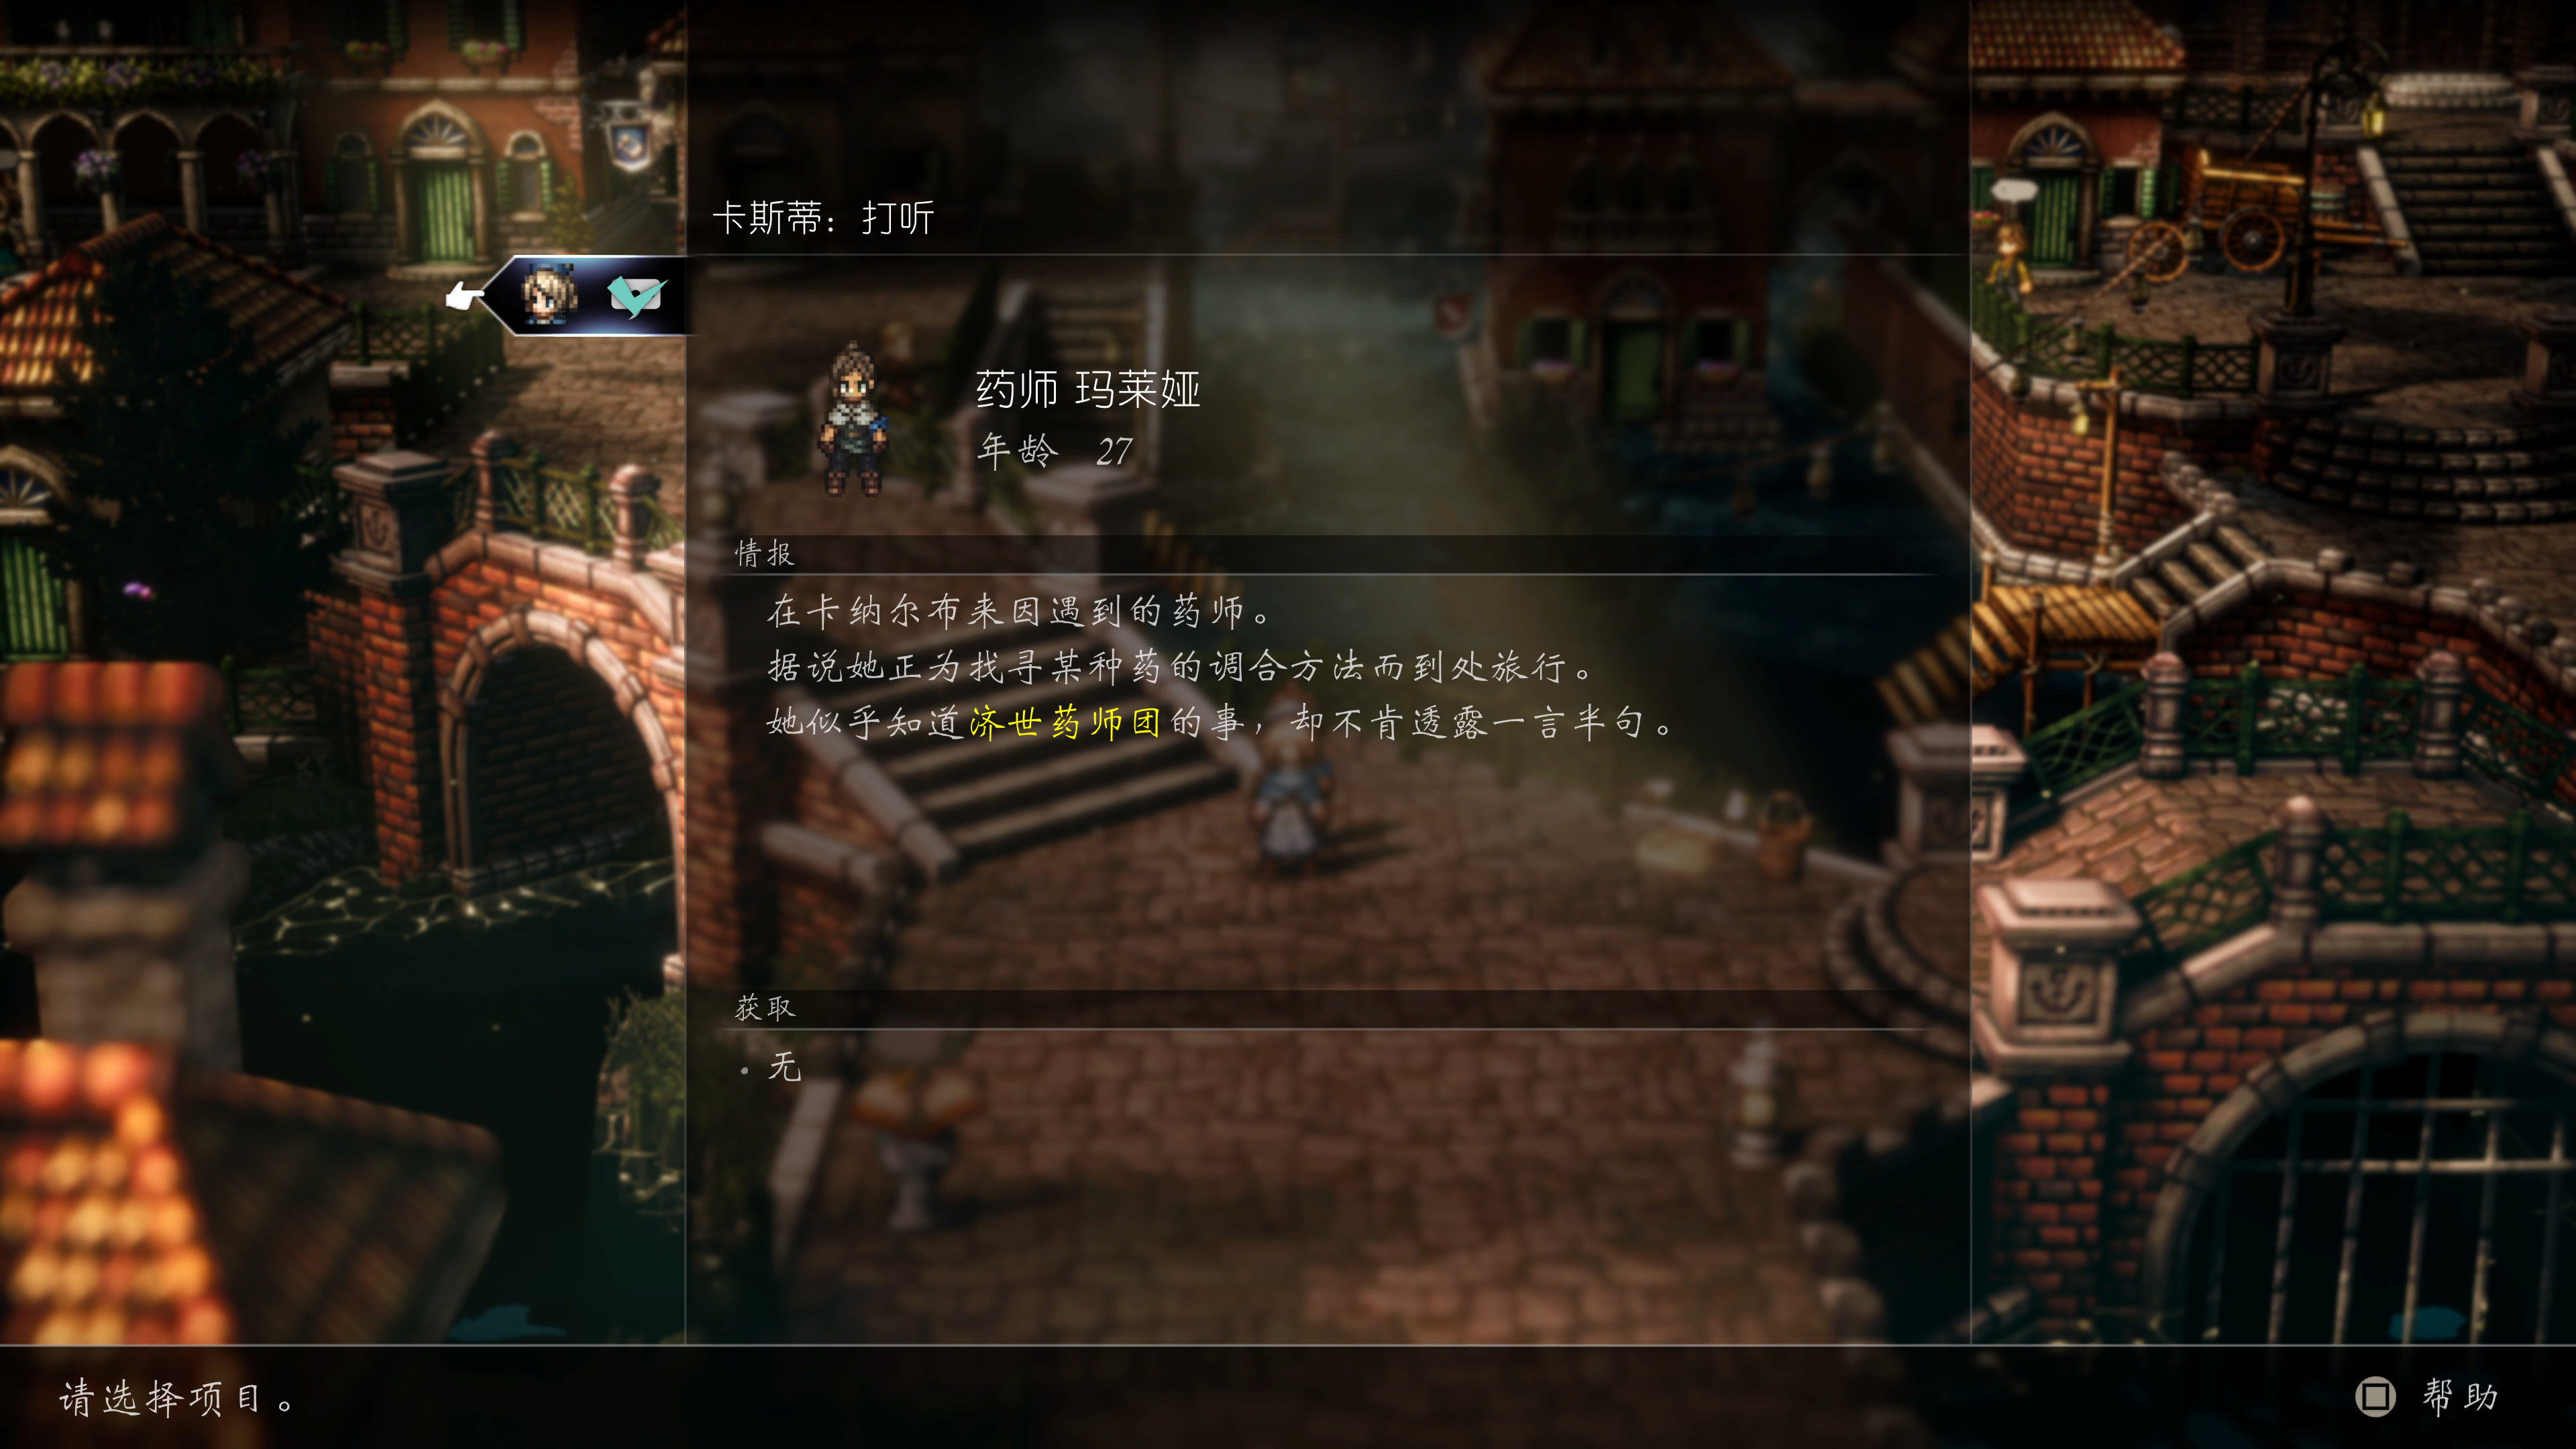 卡斯蒂：打听
药师 玛莱娅
年龄 27
情报
在卡纳尔布来因遇到的药师。
据说她正为找寻某种药的调合方法而到处旅行。
她似乎知道济世药师团的事，却不肯透露一言半句。
获取
·无
请选择项目。
帮助